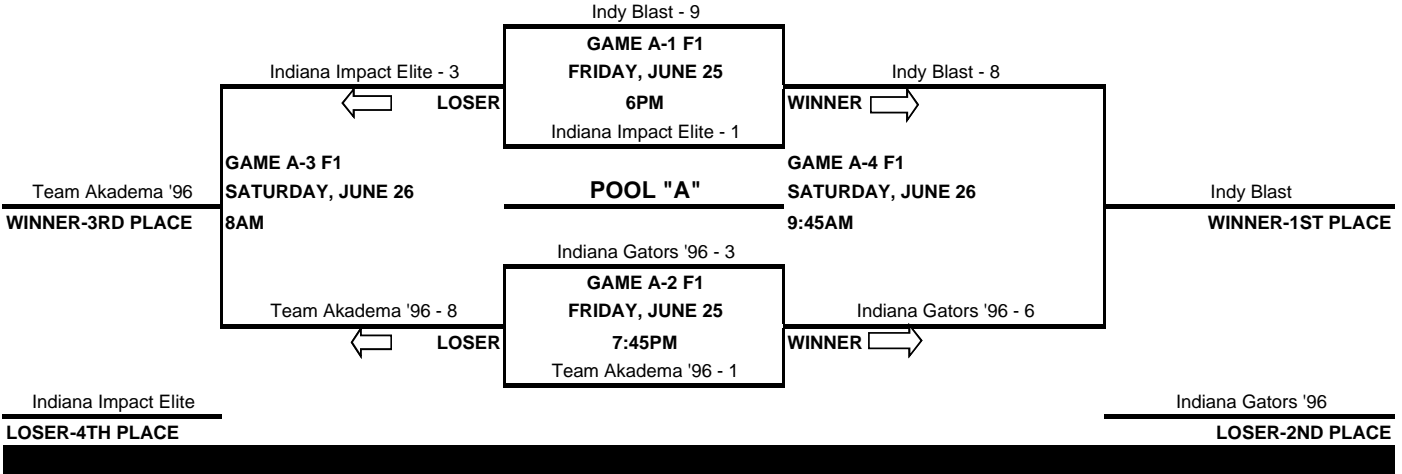 Indy Blast - 9
GAME A-1 F1
Indiana Impact Elite - 3
FRIDAY, JUNE 25
Indy Blast - 8
LOSER
6PM
WINNER
Indiana Impact Elite - 1
GAME A-3 F1
GAME A-4 F1
Team Akadema '96
SATURDAY, JUNE 26
POOL "A"
SATURDAY, JUNE 26
Indy Blast
WINNER-3RD PLACE
8AM
9:45AM
WINNER-1ST PLACE
Indiana Gators '96 - 3
GAME A-2 F1
Team Akadema '96 - 8
FRIDAY, JUNE 25
Indiana Gators '96 - 6
LOSER
7:45PM
WINNER
Team Akadema '96 - 1
Indiana Impact Elite
Indiana Gators '96
LOSER-4TH PLACE
LOSER-2ND PLACE